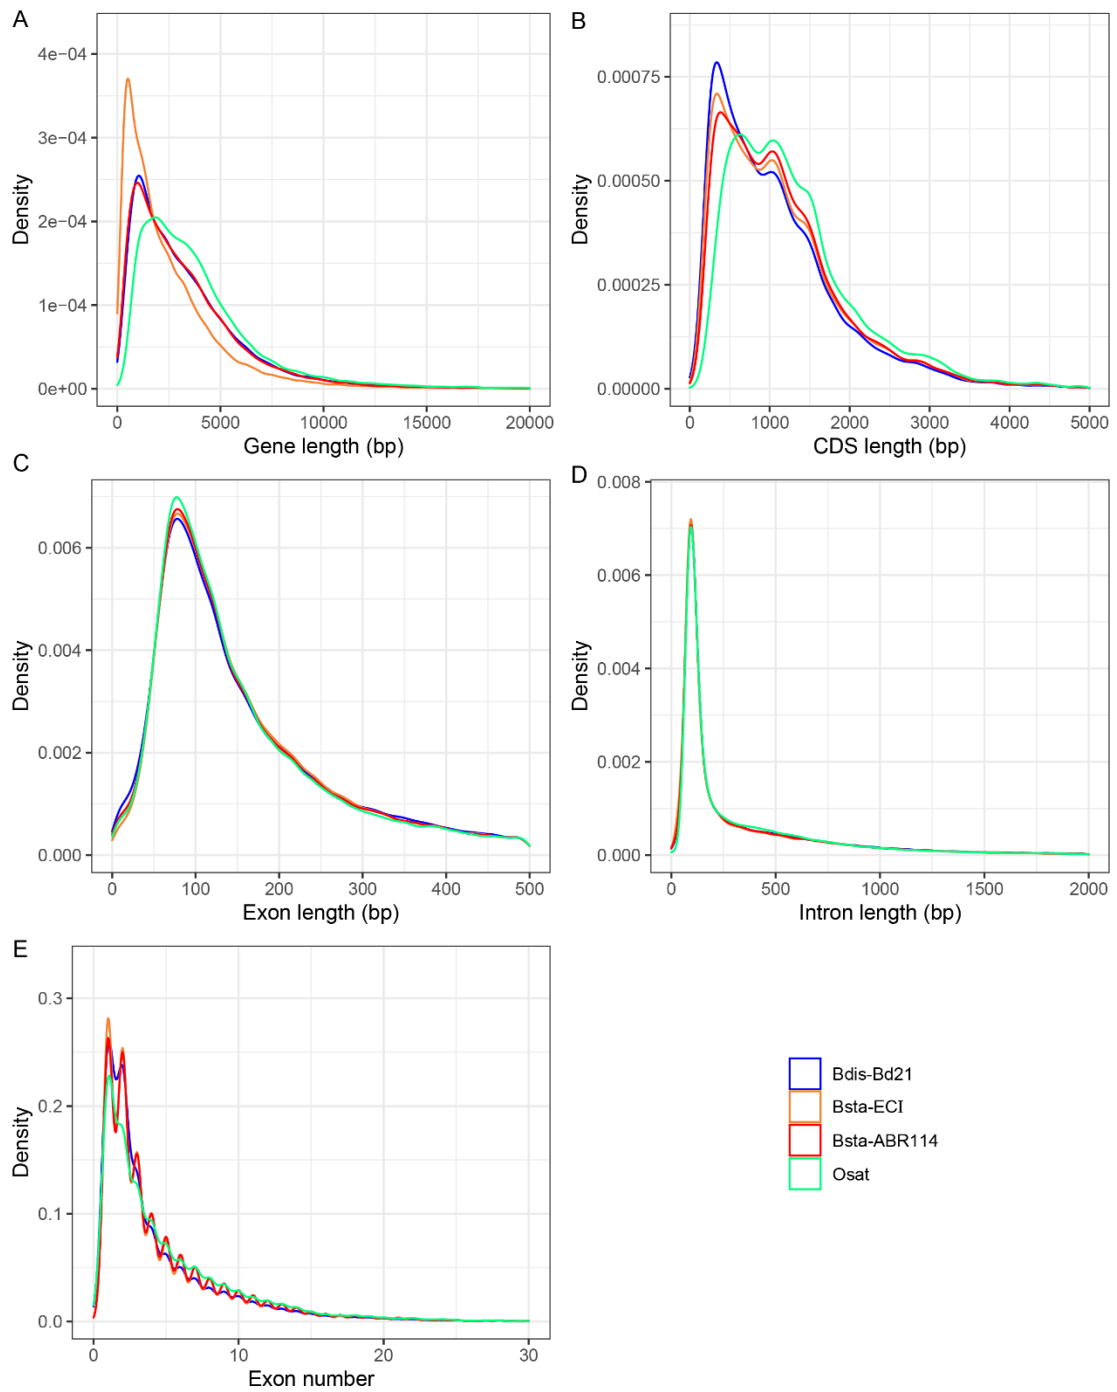 A
4e−04
3e−04
2e−04
1e−04
0e+00
Density
0
5000
10000
15000
20000
Gene length (bp)
B
0.00075
0.00050
0.00025
0.00000
Density
0
1000
2000
3000
4000
5000
CDS length (bp)
C
0.006
0.004
0.002
0.000
Density
0
100
200
300
400
500
Exon length (bp)
D
0.008
0.006
0.004
0.002
0.000
Density
0
500
1000
1500
2000
Intron length (bp)
E
0.3
0.2
0.1
0.0
Density
0
10
20
30
Exon number
Bdis-Bd21
Bsta-ECI
Bsta-ABR114
Osat